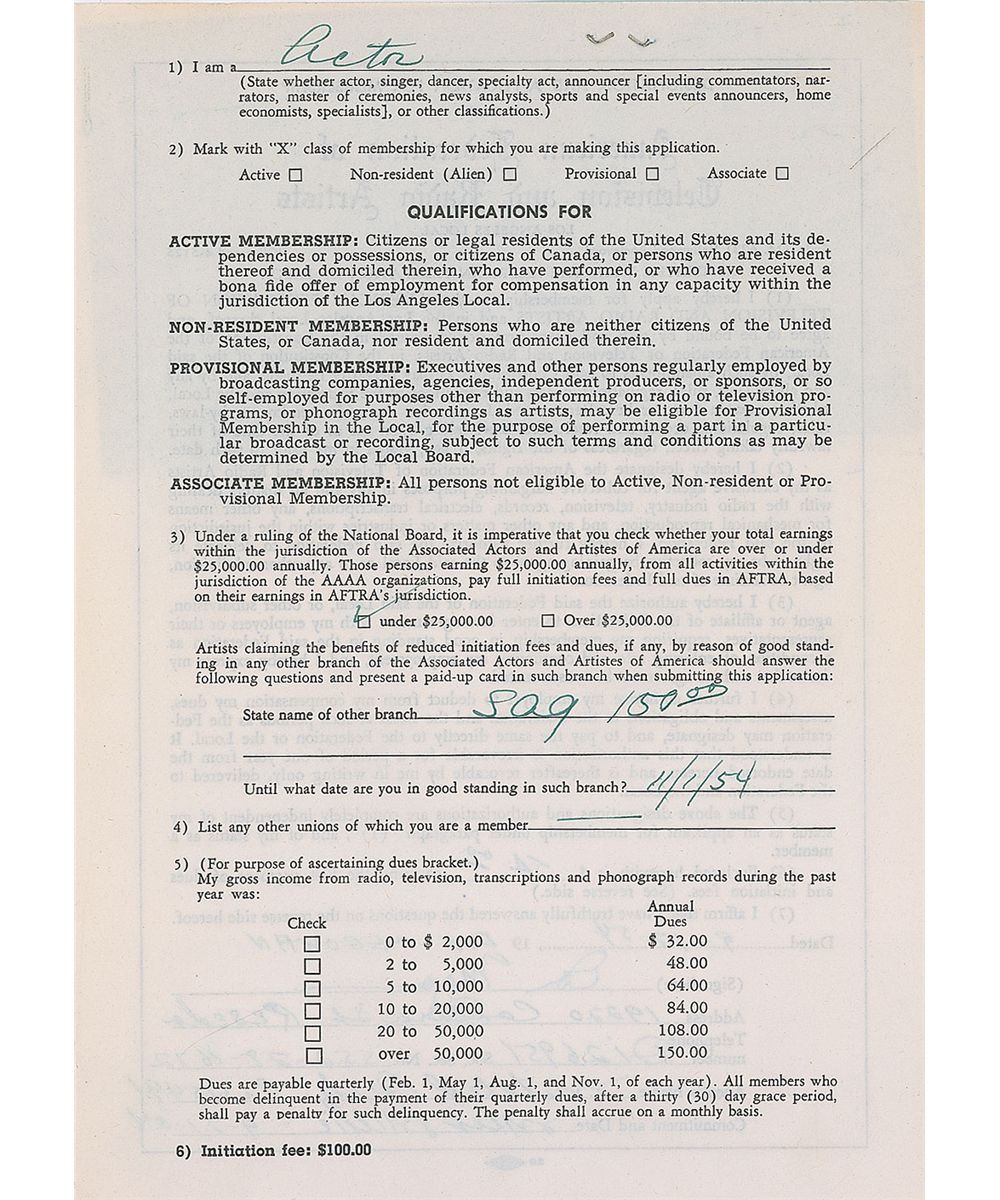 1) I am a Actor
(State whether actor, singer, dancer, specialty act, announcer [including commentators, nar-
rators, master of ceremonies, news analysts, sports and special events announcers, home
economists, specialists], or other classifications.)
2) Mark with "X" class of membership for which you are making this application.
Active ☐ Non-resident (Alien) ☐ Provisional ☐ Associate ☐
QUALIFICATIONS FOR
ACTIVE MEMBERSHIP: Citizens or legal residents of the United States and its de-
pendencies or possessions, or citizens of Canada, or persons who are resident
thereof and domiciled therein, who have performed, or who have received a
bona fide offer of employment for compensation in any capacity within the
jurisdiction of the Los Angeles Local.
NON-RESIDENT MEMBERSHIP: Persons who are neither citizens of the United
States, or Canada, nor resident and domiciled therein.
PROVISIONAL MEMBERSHIP: Executives and other persons regularly employed by
broadcasting companies, agencies, independent producers, or sponsors, or so
self-employed for purposes other than performing on radio or television pro-
grams, or phonograph recordings as artists, may be eligible for Provisional
Membership in the Local, for the purpose of performing a part in a particu-
lar broadcast or recording, subject to such terms and conditions as may be
determined by the Local Board.
ASSOCIATE MEMBERSHIP: All persons not eligible to Active, Non-resident or Pro-
visional Membership.
3) Under a ruling of the National Board, it is imperative that you check whether your total earnings
within the jurisdiction of the Associated Actors and Artistes of America are over or under
$25,000.00 annually. Those persons earning $25,000.00 annually, from all activities within the
jurisdiction of the AAAA organizations, pay full initiation fees and full dues in AFTRA, based
on their earnings in AFTRA's jurisdiction.
☑ under $25,000.00 ☐ Over $25,000.00
Artists claiming the benefits of reduced initiation fees and dues, if any, by reason of good stand-
ing in any other branch of the Associated Actors and Artistes of America should answer the
following questions and present a paid-up card in such branch when submitting this application:
State name of other branch SAG 150 00
Until what date are you in good standing in such branch? 11/1/54
4) List any other unions of which you are a member
5) (For purpose of ascertaining dues bracket.)
My gross income from radio, television, transcriptions and phonograph records during the past
year was:
Check Annual Dues
☐ 0 to $ 2,000 $ 32.00
☐ 2 to 5,000 48.00
☐ 5 to 10,000 64.00
☐ 10 to 20,000 84.00
☐ 20 to 50,000 108.00
☐ over 50,000 150.00
Dues are payable quarterly (Feb. 1, May 1, Aug. 1, and Nov. 1, of each year). All members who
become delinquent in the payment of their quarterly dues, after a thirty (30) day grace period,
shall pay a penalty for such delinquency. The penalty shall accrue on a monthly basis.
6) Initiation fee: $100.00